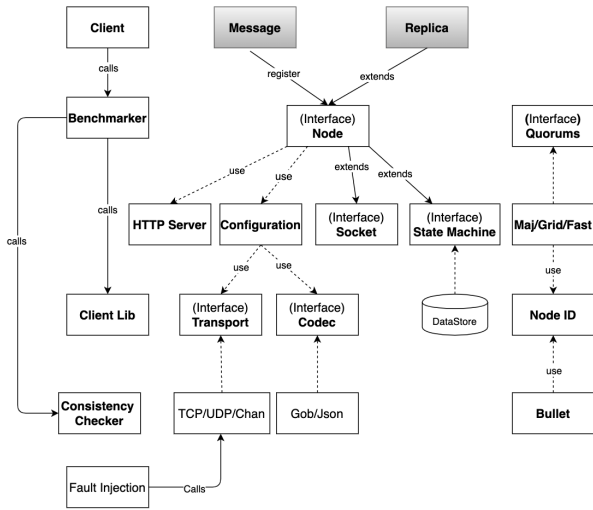 Client
Message
Replica
calls
register
extends
Benchmarker
(Interface)
Node
(Interface)
Quorums
use
use
extends
extends
calls
calls
HTTP Server
Configuration
(Interface)
Socket
(Interface)
State Machine
Maj/Grid/Fast
use
use
use
Client Lib
(Interface)
Transport
(Interface)
Codec
DataStore
Node ID
use
Consistency
Checker
TCP/UDP/Chan
Gob/Json
Bullet
Fault Injection
Calls